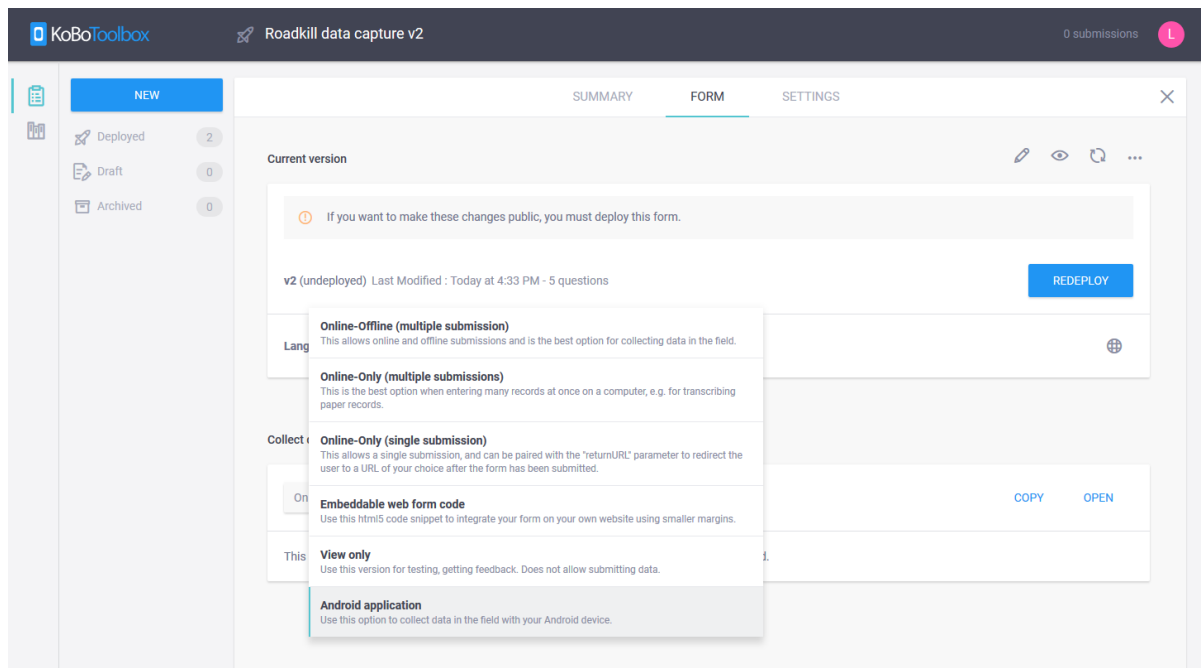 KoBoToolbox
Roadkill data capture v2
0 submissions
L
NEW
SUMMARY
FORM
SETTINGS
Deployed
2
Draft
0
Archived
0
Current version
If you want to make these changes public, you must deploy this form.
v2 (undeployed) Last Modified : Today at 4:33 PM - 5 questions
REDEPLOY
Lang
Online-Offline (multiple submission)
This allows online and offline submissions and is the best option for collecting data in the field.
Online-Only (multiple submissions)
This is the best option when entering many records at once on a computer, e.g. for transcribing
paper records.
Collect
Online-Only (single submission)
This allows a single submission, and can be paired with the "returnURL" parameter to redirect the
user to a URL of your choice after the form has been submitted.
On
Embeddable web form code
Use this html5 code snippet to integrate your form on your own website using smaller margins.
COPY
OPEN
This
View only
Use this version for testing, getting feedback. Does not allow submitting data.
d.
Android application
Use this option to collect data in the field with your Android device.